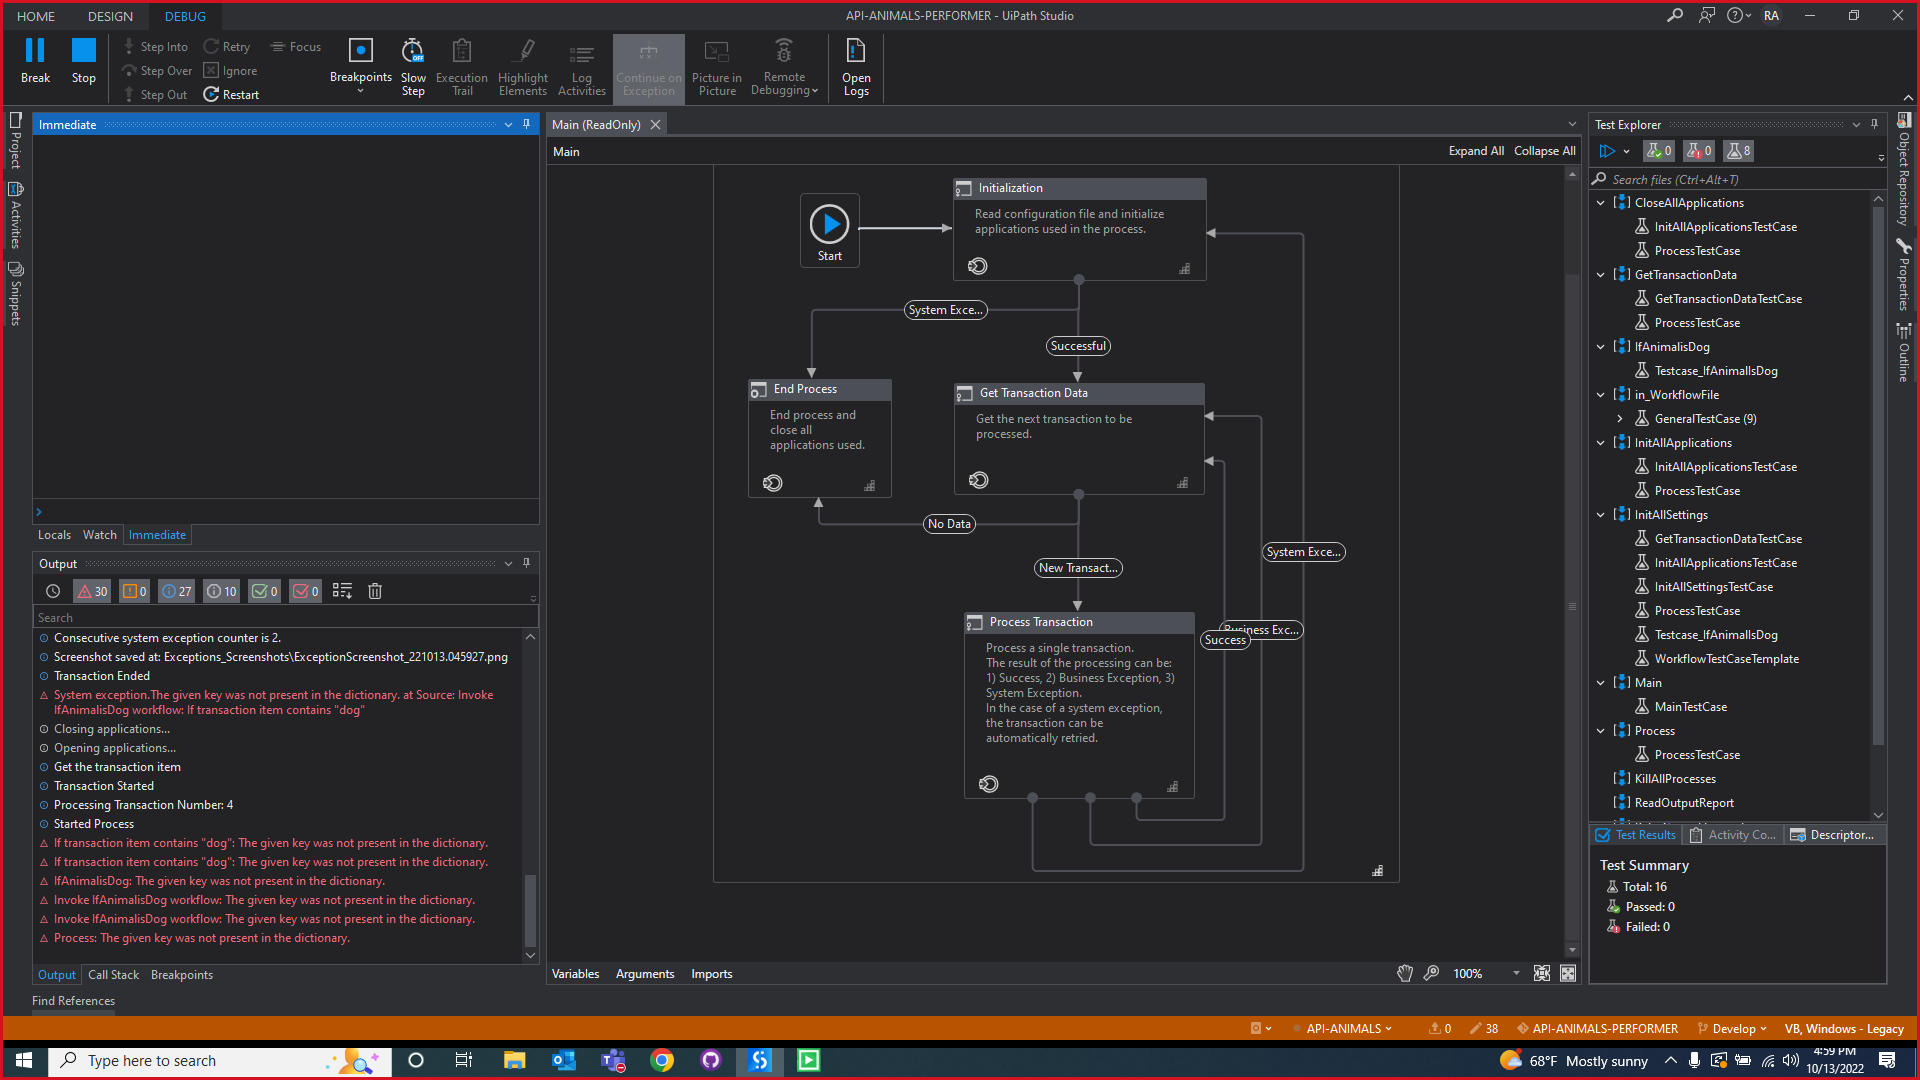 HOME DESIGN DEBUG
API-ANIMALS-PERFORMER - UiPath Studio
RA
Break
Stop
Step Into
Step Over
Step Out
Retry
Ignore
Restart
Focus
Breakpoints
Slow Step
Execution Trail
Highlight Elements
Log Activities
Continue on Exception
Picture in Picture
Remote Debugging
Open Logs
Project
Activities
Snippets
Immediate
Locals Watch Immediate
Output
30 0 27 10 0 0
Search
Consecutive system exception counter is 2.
Screenshot saved at: Exceptions_Screenshots\ExceptionScreenshot_221013.045927.png
Transaction Ended
System exception.The given key was not present in the dictionary. at Source: Invoke
IfAnimalisDog workflow: If transaction item contains "dog"
Closing applications...
Opening applications...
Get the transaction item
Transaction Started
Processing Transaction Number: 4
Started Process
If transaction item contains "dog": The given key was not present in the dictionary.
If transaction item contains "dog": The given key was not present in the dictionary.
IfAnimalisDog: The given key was not present in the dictionary.
Invoke IfAnimalisDog workflow: The given key was not present in the dictionary.
Invoke IfAnimalisDog workflow: The given key was not present in the dictionary.
Process: The given key was not present in the dictionary.
Output Call Stack Breakpoints
Find References
Main (ReadOnly)
Main
Expand All Collapse All
Start
Initialization
Read configuration file and initialize
applications used in the process.
System Exce...
Successful
End Process
End process and
close all
applications used.
Get Transaction Data
Get the next transaction to be
processed.
No Data
New Transact...
System Exce...
Business Exc...
Success
Process Transaction
Process a single transaction.
The result of the processing can be:
1) Success, 2) Business Exception, 3)
System Exception.
In the case of a system exception,
the transaction can be
automatically retried.
Variables Arguments Imports
100%
Test Explorer
0 0 8
Search files (Ctrl+Alt+T)
CloseAllApplications
InitAllApplicationsTestCase
ProcessTestCase
GetTransactionData
GetTransactionDataTestCase
ProcessTestCase
IfAnimalisDog
Testcase_IfAnimalIsDog
in_WorkflowFile
GeneralTestCase (9)
InitAllApplications
InitAllApplicationsTestCase
ProcessTestCase
InitAllSettings
GetTransactionDataTestCase
InitAllApplicationsTestCase
InitAllSettingsTestCase
ProcessTestCase
Testcase_IfAnimalIsDog
WorkflowTestCaseTemplate
Main
MainTestCase
Process
ProcessTestCase
KillAllProcesses
ReadOutputReport
Test Results Activity Co... Descriptor...
Test Summary
Total: 16
Passed: 0
Failed: 0
Object Repository
Properties
Outline
API-ANIMALS 0 38 API-ANIMALS-PERFORMER Develop VB, Windows - Legacy
Type here to search
68°F Mostly sunny
4:59 PM
10/13/2022